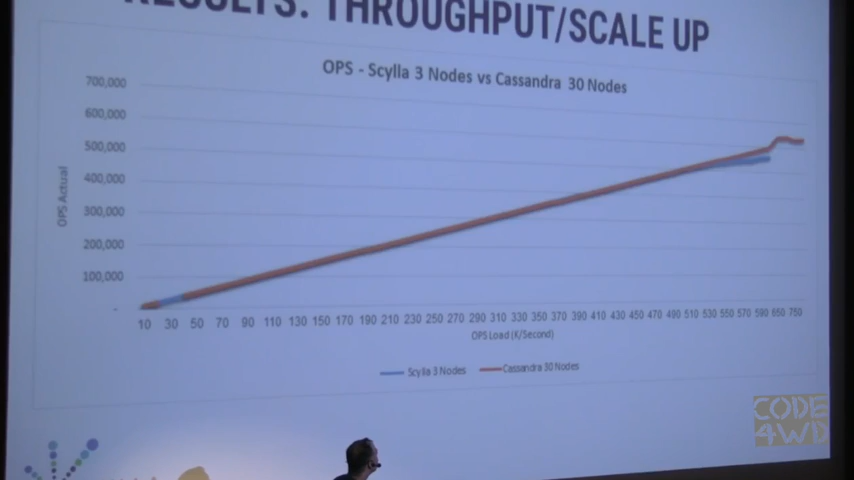 RESULTS: THROUGHPUT/SCALE UP
OPS - Scylla 3 Nodes vs Cassandra 30 Nodes
700,000
600,000
500,000
400,000
300,000
200,000
100,000
-
OPS Actual
10 30 50 70 90 110 130 150 170 190 210 230 250 270 290 310 330 350 370 390 410 430 450 470 490 510 530 550 570 590 650 750
OPS Load (K/Second)
Scylla 3 Nodes Cassandra 30 Nodes
CODE
4WD